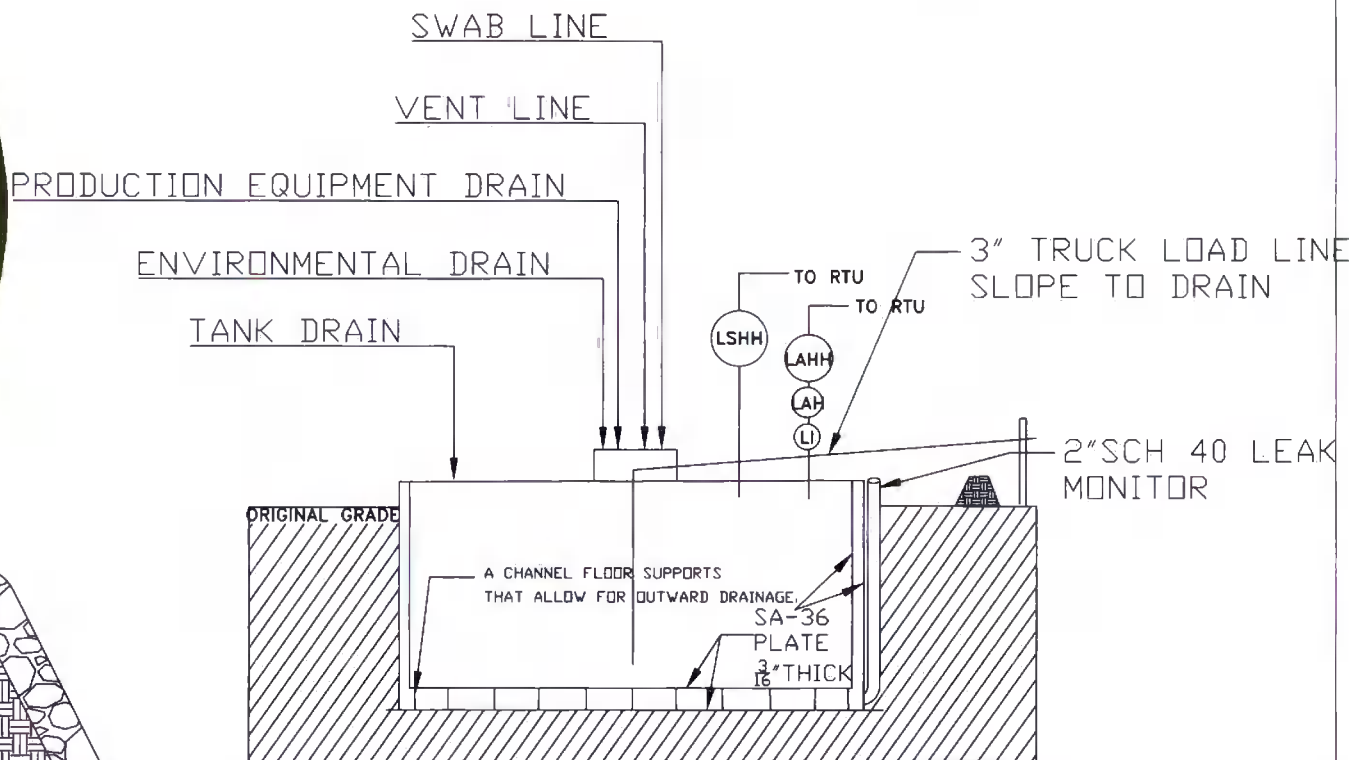 SWAB LINE
VENT LINE
PRODUCTION EQUIPMENT DRAIN
ENVIRONMENTAL DRAIN
TANK DRAIN
3" TRUCK LOAD LINE
SLOPE TO DRAIN
TO RTU
TO RTU
LSHH
LAHH
LAH
LI
2"SCH 40 LEAK
MONITOR
ORIGINAL GRADE
A CHANNEL FLOOR SUPPORTS
THAT ALLOW FOR OUTWARD DRAINAGE.
SA-36
PLATE
3/16"THICK